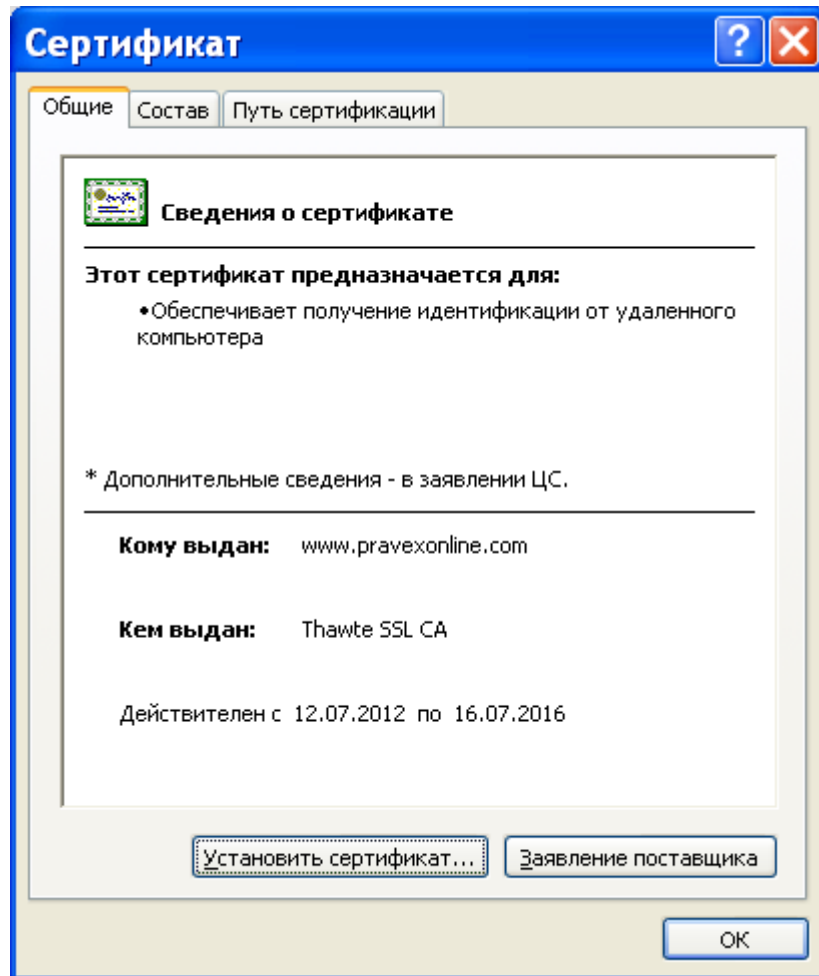 Сертификат
Общие Состав Путь сертификации
Сведения о сертификате
Этот сертификат предназначается для:
•Обеспечивает получение идентификации от удаленного
компьютера
* Дополнительные сведения - в заявлении ЦС.
Кому выдан: www.pravexonline.com
Кем выдан: Thawte SSL CA
Действителен с 12.07.2012 по 16.07.2016
Установить сертификат... Заявление поставщика
ОК